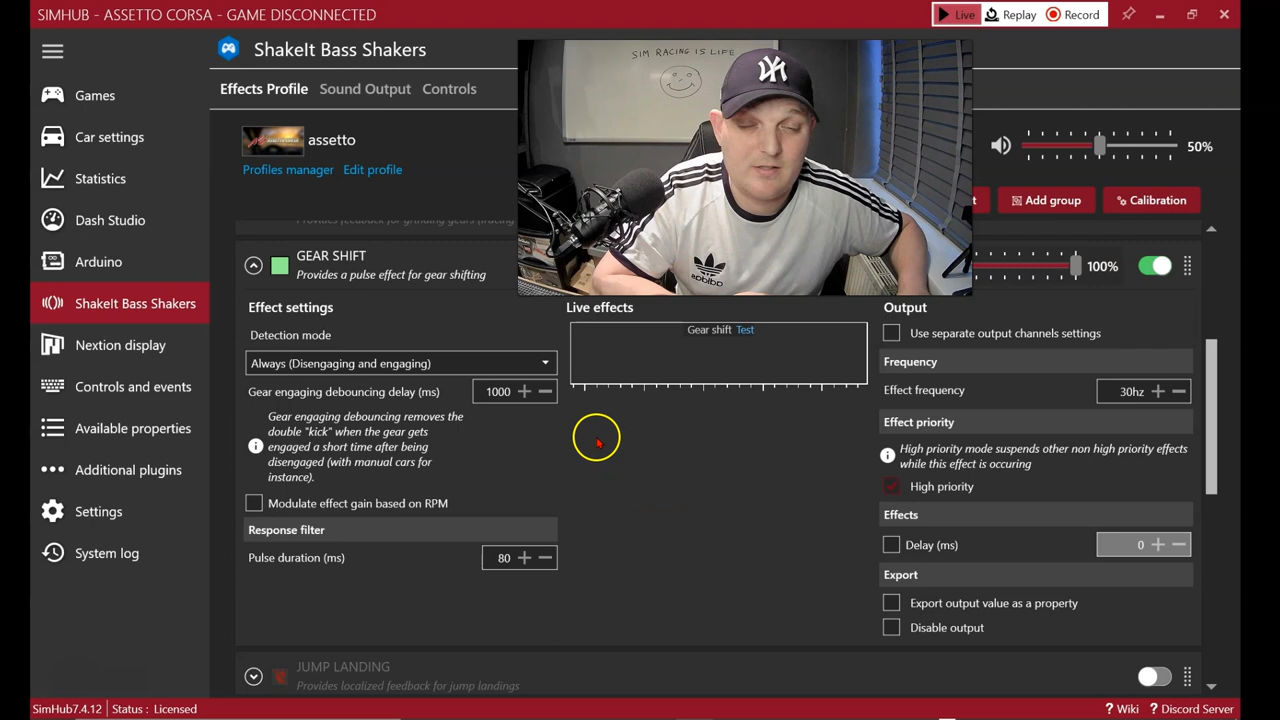 SIMHUB - ASSETTO CORSA - GAME DISCONNECTED
Live
Replay
Record
ShakeIt Bass Shakers
SIM RACING IS LIFE
Games
Car settings
Statistics
Dash Studio
Arduino
ShakeIt Bass Shakers
Nextion display
Controls and events
Available properties
Additional plugins
Settings
System log
Effects Profile
Sound Output
Controls
assetto
Profiles manager
Edit profile
50%
t
Add group
Calibration
GEAR SHIFT
Provides a pulse effect for gear shifting
100%
Effect settings
Detection mode
Always (Disengaging and engaging)
Gear engaging debouncing delay (ms)
1000
Gear engaging debouncing removes the
double "kick" when the gear gets
engaged a short time after being
disengaged (with manual cars for
instance).
Modulate effect gain based on RPM
Response filter
Pulse duration (ms)
80
Live effects
Gear shift Test
Output
Use separate output channels settings
Frequency
Effect frequency
30hz
Effect priority
High priority mode suspends other non high priority effects
while this effect is occuring
High priority
Effects
Delay (ms)
0
Export
Export output value as a property
Disable output
JUMP LANDING
Provides localized feedback for jump landings
SimHub7.4.12
Status : Licensed
? Wiki
? Discord Server